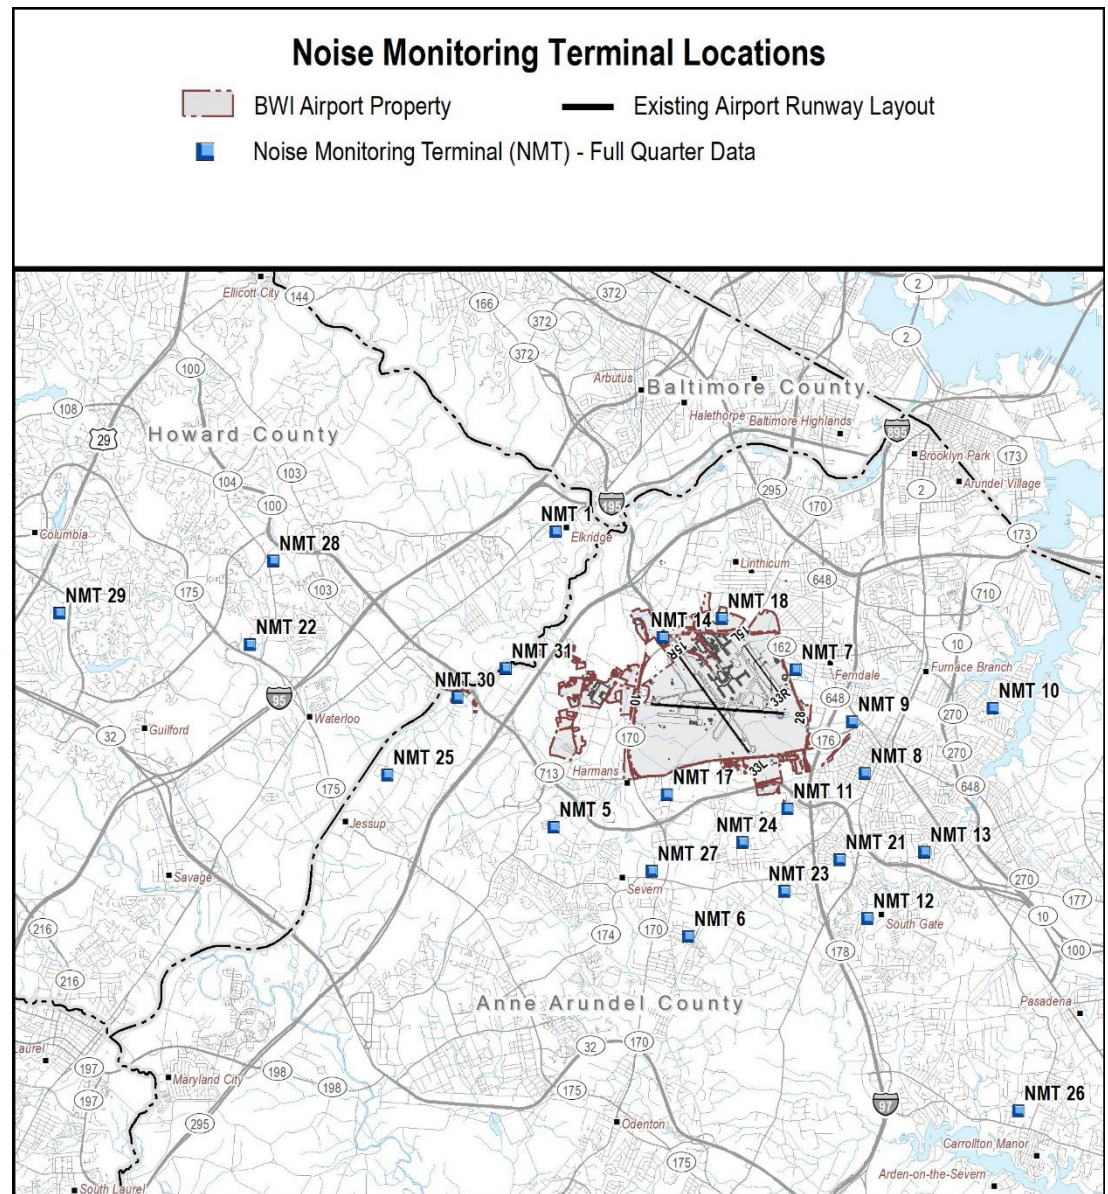 Noise Monitoring Terminal Locations
BWI Airport Property
Existing Airport Runway Layout
Noise Monitoring Terminal (NMT) - Full Quarter Data
Ellicott City
144
166
372
2
372
372
2
100
Arbutus
Baltimore County
Halethorpe
Baltimore Highlands
108
29
Howard County
895
Brooklyn Park
173
103
104
295
170
2
Arundel Village
100
195
NMT 1
Elkridge
173
Columbia
NMT 28
Linthicum
648
175
103
710
NMT 29
NMT 18
NMT 14
NMT 22
15R
15L
162
10
NMT 31
NMT 7
Ferndale
Furnace Branch
NMT 30
95
10
33R
648
NMT 10
Waterloo
28
NMT 9
270
Guilford
32
170
176
270
NMT 25
713
Harmans
33L
NMT 8
175
648
NMT 17
NMT 11
Jessup
NMT 5
NMT 24
NMT 21
NMT 13
Savage
NMT 27
Severn
NMT 23
270
177
NMT 12
South Gate
10
216
174
170
NMT 6
178
100
216
Anne Arundel County
Pasadena
Laurel
32
170
197
Maryland City
198
198
175
197
97
NMT 26
295
Odenton
Carrollton Manor
175
Arden-on-the-Severn
South Laurel